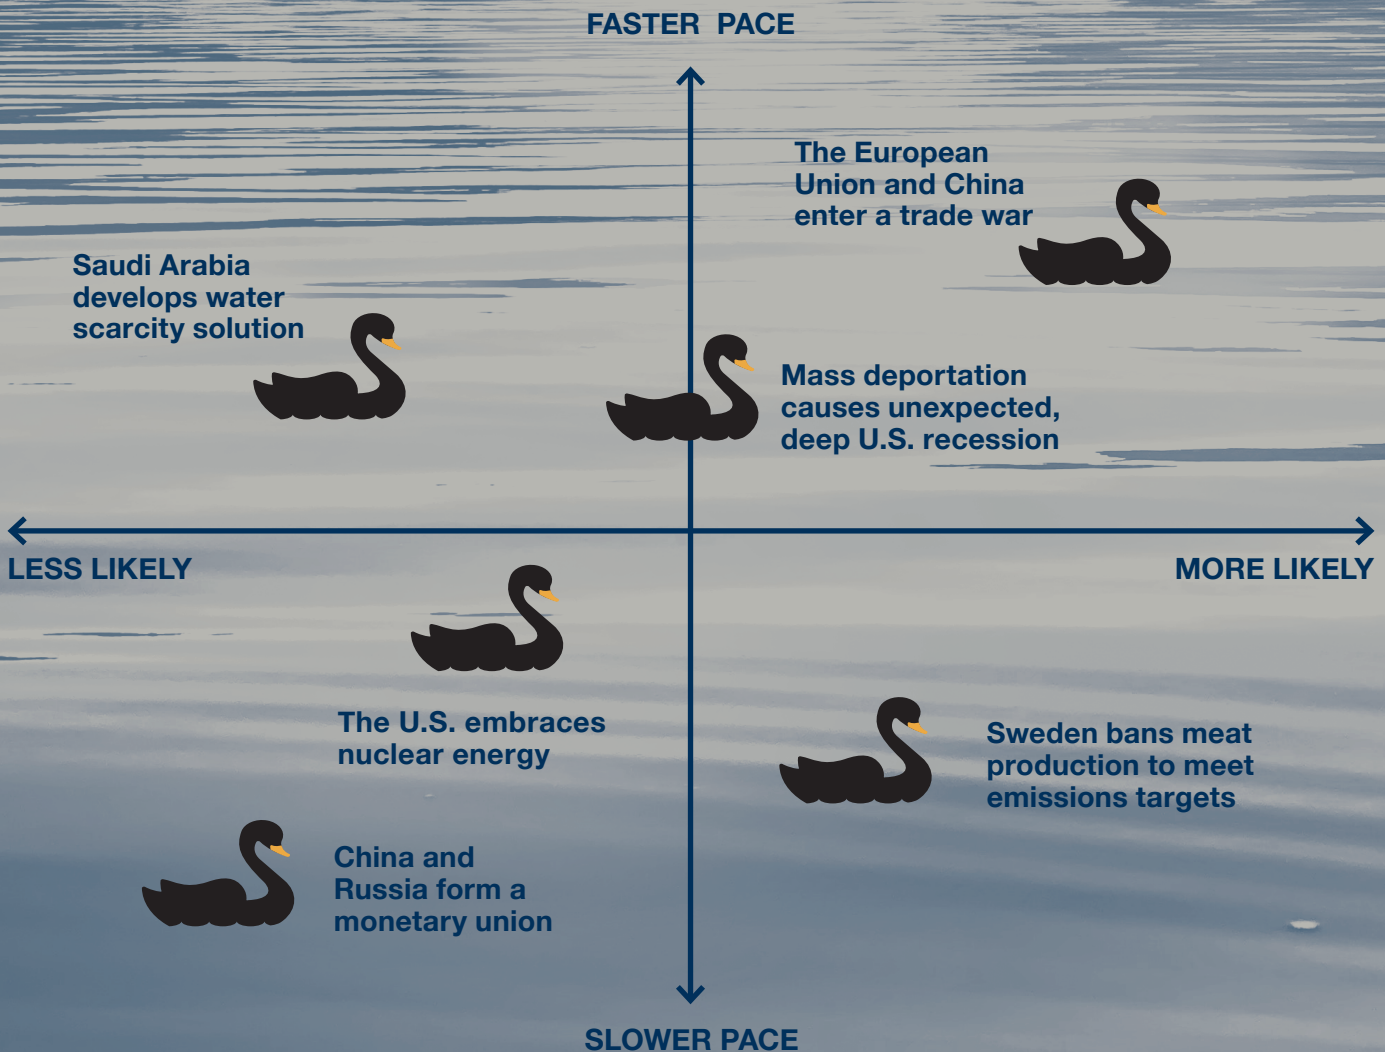 FASTER PACE
The European
Union and China
enter a trade war
Saudi Arabia
develops water
scarcity solution
Mass deportation
causes unexpected,
deep U.S. recession
LESS LIKELY
MORE LIKELY
The U.S. embraces
nuclear energy
Sweden bans meat
production to meet
emissions targets
China and
Russia form a
monetary union
SLOWER PACE